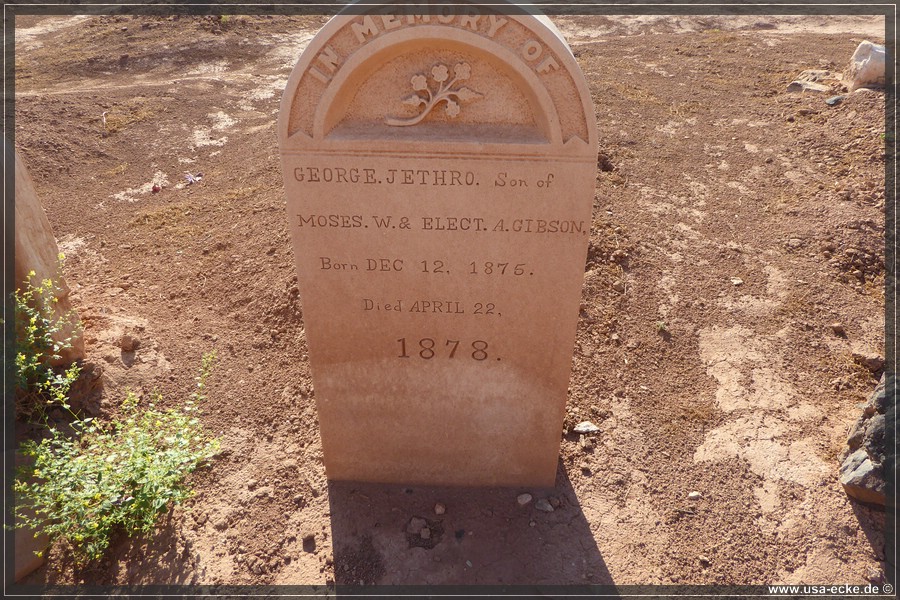 IN MEMORY OF
GEORGE. JETHRO. Son of
MOSES. W. & ELECT. A. GIBSON,
Born DEC 12, 1875.
Died APRIL 22,
1878.
www.usa-ecke.de ©